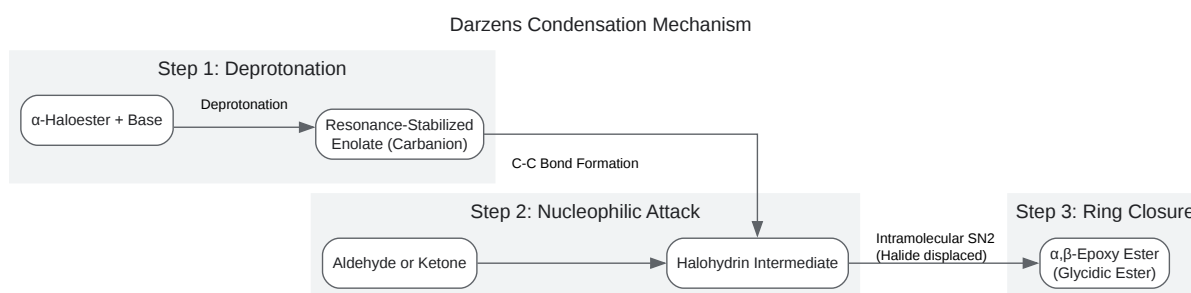 Darzens Condensation Mechanism
Step 1: Deprotonation
α-Haloester + Base
Deprotonation
Resonance-Stabilized
Enolate (Carbanion)
C-C Bond Formation
Step 2: Nucleophilic Attack
Aldehyde or Ketone
Halohydrin Intermediate
Intramolecular SN2
(Halide displaced)
Step 3: Ring Closure
α,β-Epoxy Ester
(Glycidic Ester)